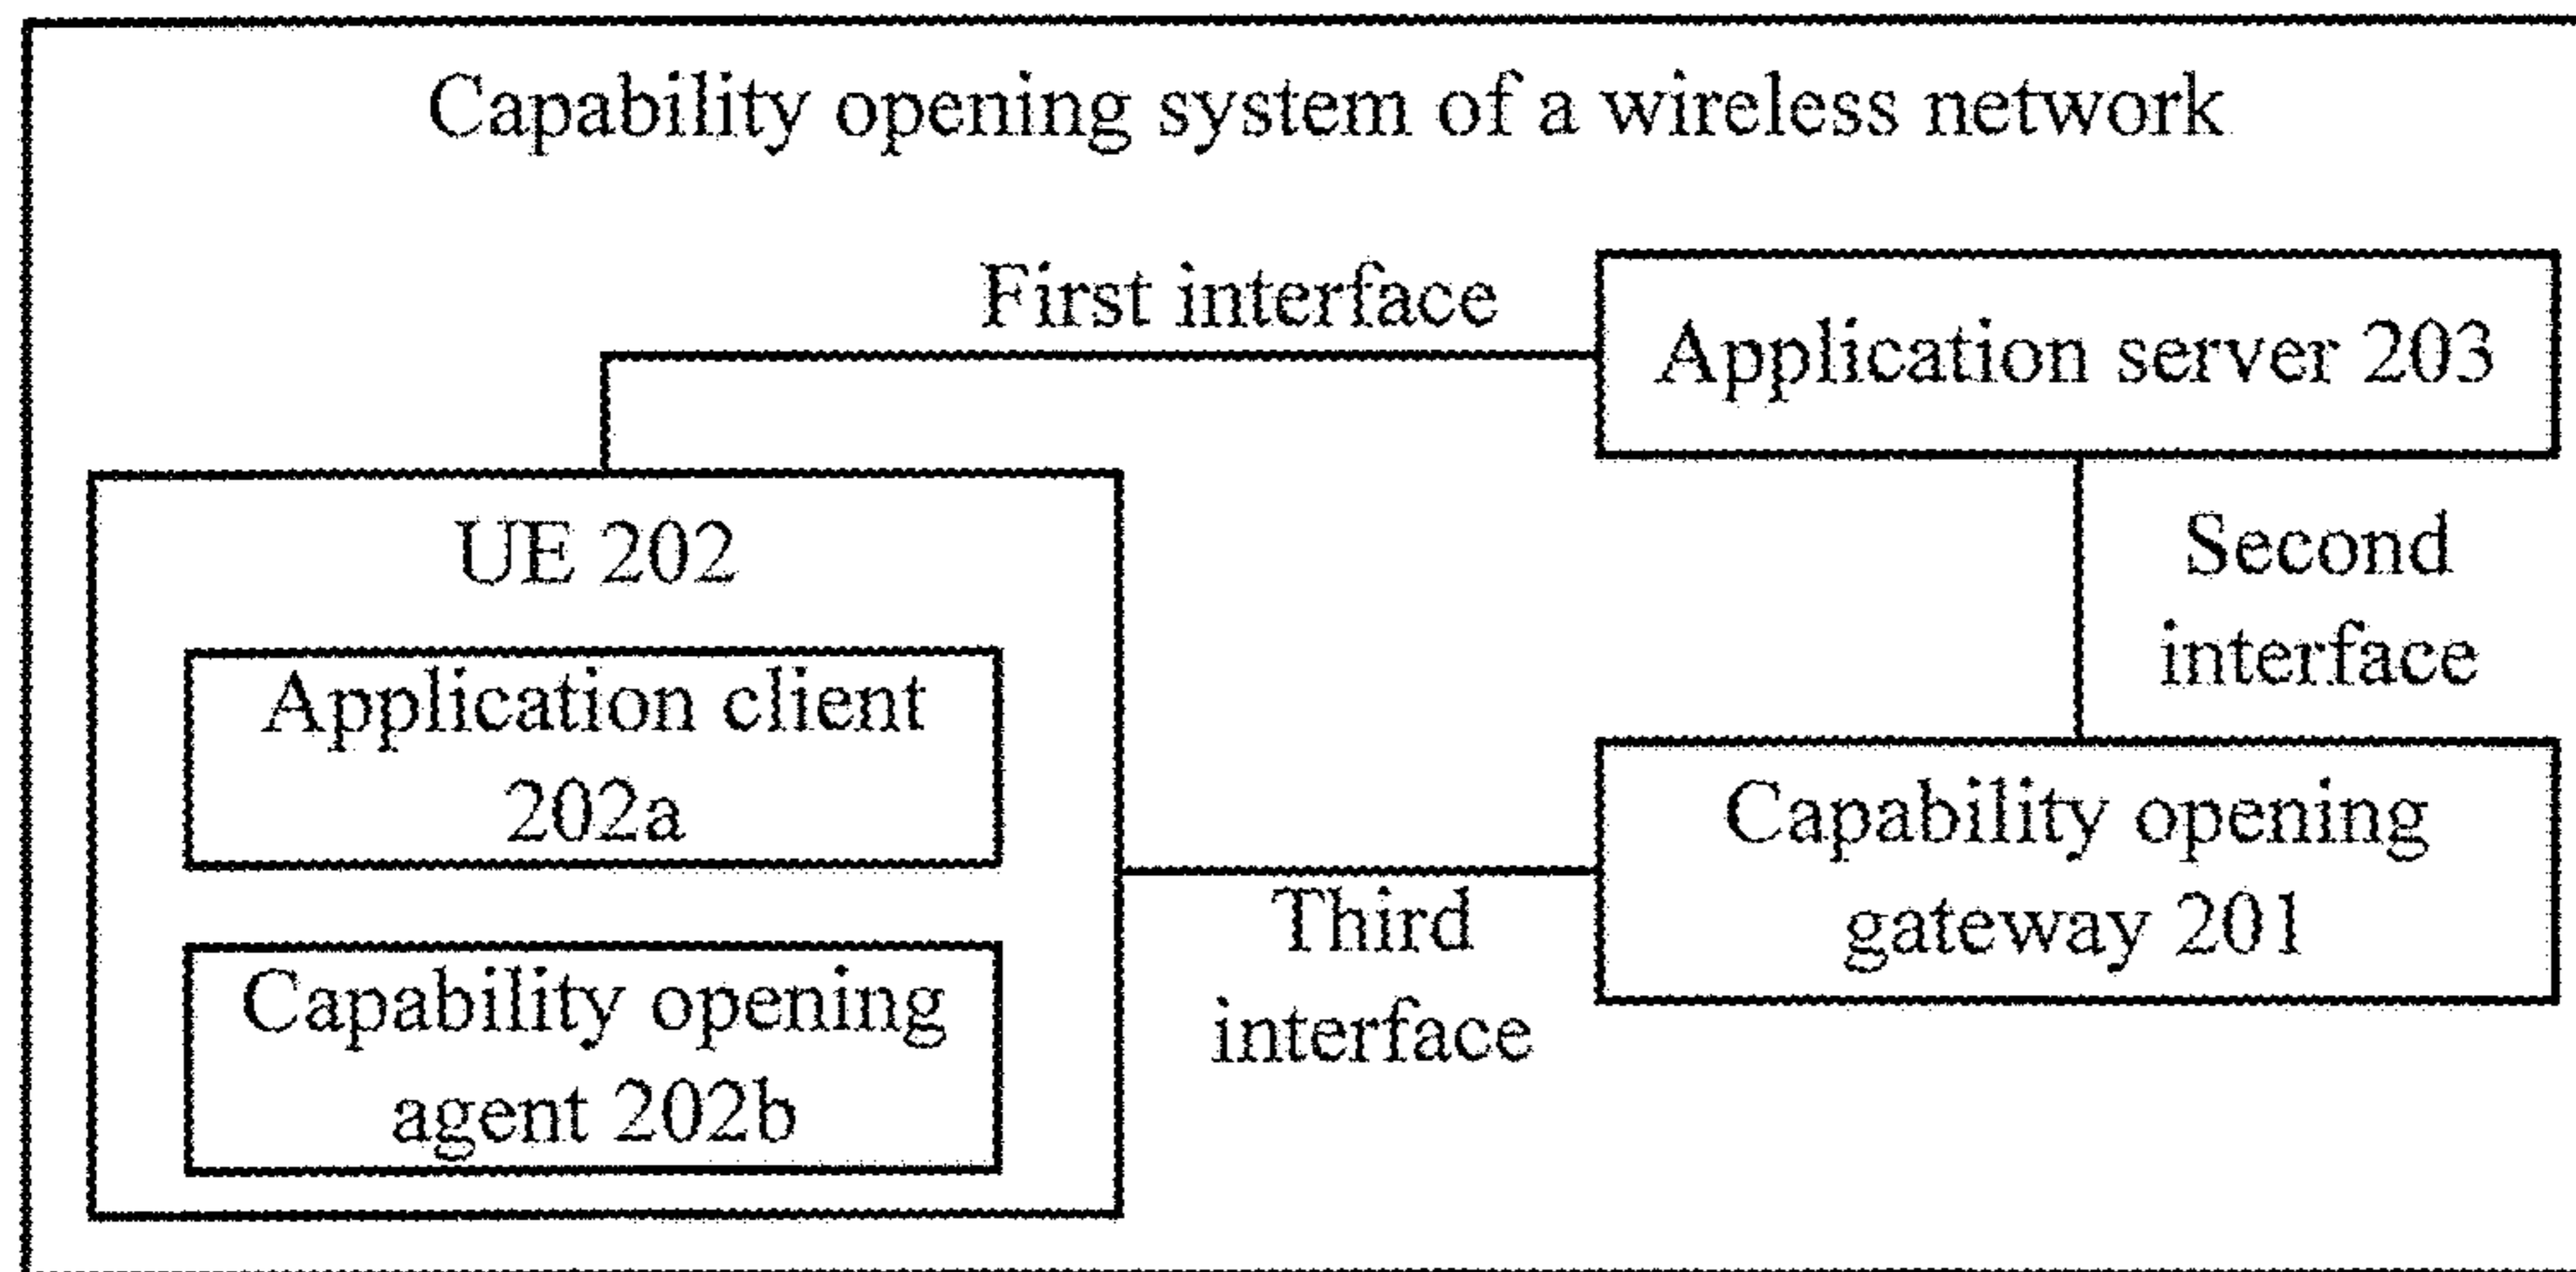 Capability opening system of a wireless network
First interface
Application server 203
UE 202
Second
interface
Application client
202a
Capability opening
gateway 201
Third
interface
Capability opening
agent 202b